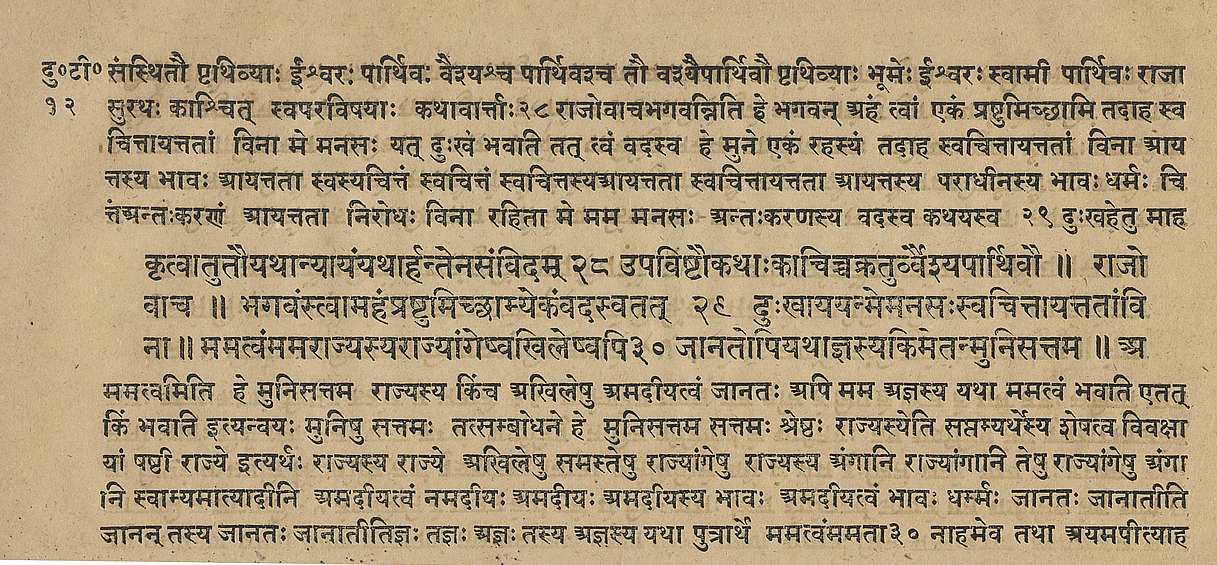 दु०टी० संस्थितौ पृथिव्याः ईश्वरः पार्थिवः वैश्यश्च पार्थिवश्च तौ वश्यैपार्थिवौ पृथिव्याः भूमेः ईश्वरः स्वामी पार्थिवः राजा
१२ सुरथः काश्चित् स्वपरविषयाः कथावार्त्ताः२८ राजोवाचभगवन्निति हे भगवन् अहं त्वां एकं प्रष्टुमिच्छामि तदाह स्व
चित्तायत्ततां विना मे मनसः यत् दुःखं भवाति तत् त्वं वदस्व हे मुने एकं रहस्यं तदाह स्वचित्तायत्ततां विना आय
त्तस्य भावः आयत्तता स्वस्यचित्तं स्वचित्तं स्वचित्तस्यआयत्तता स्वचित्तायत्तता आयत्तस्य पराधीनस्य भावः धर्मः चि
त्तंअन्तःकरणं आयत्तता निरोधः विना रहिता मे मम मनसः अन्तःकरणस्य वदस्व कथयस्व २९ दुःखहेतु माह
कृत्वातुतौयथान्यायंयथार्हन्तेनसंविदम् २८ उपविष्टौकथाःकाचिच्चक्रतुर्व्वैश्यपार्थिवौ ॥ राजो
वाच ॥ भगवंस्त्वामहंप्रष्टुमिच्छाम्येकंवदस्वतत् २९ दुःखाययन्मेमनसःस्वचित्तायत्ततांवि
ना ॥ ममत्वंममराज्यस्यराज्यांगेष्वखिलेष्वपि३० जानतोपियथाज्ञस्यकिमेतन्मुनिसत्तम ॥ अ
ममत्वमिति हे मुनिसत्तम राज्यस्य किंच अखिलेषु अमदीयत्वं जानतः अपि मम अज्ञस्य यथा ममत्वं भवाति एतत्
किं भवाति इत्यन्वयः मुनिषु सत्तमः तत्सम्बोधने हे मुनिसत्तम सत्तमः श्रेष्ठः राज्यस्येति सप्तम्यर्थेस्य शेषत्व विवक्षा
यां षष्ठी राज्ये इत्यर्थः राज्यस्य राज्ये अखिलेषु समस्तेषु राज्यांगेषु राज्यस्य अंगानि राज्यांगानि तेषु राज्यांगेषु अंगा
नि स्वाम्यमात्यादीनि अमदीयत्वं नमदीयः अमदीयः अमदीयस्य भावः अमदीयत्वं भावः धर्म्मः जानतः जानातीति
जानन् तस्य जानतः जानातीतिज्ञः तज्ञः अज्ञः तस्य अज्ञस्य यथा पुत्रार्थे ममत्वंममता३० नाहमेव तथा अयमपीत्याह